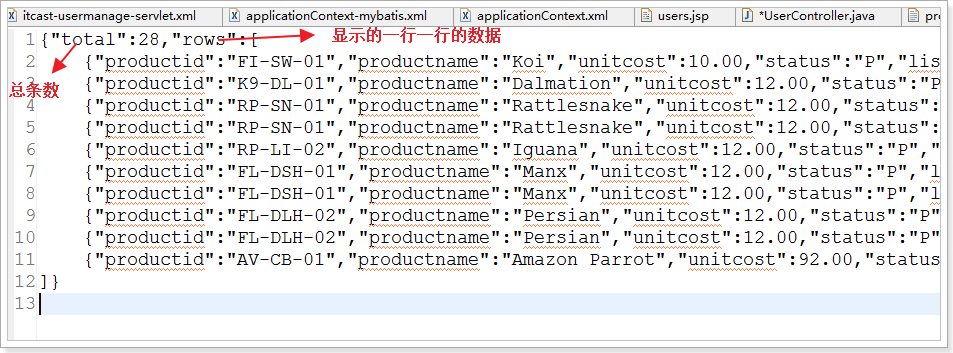 itcast-usermanage-servlet.xml applicationContext-mybatis.xml applicationContext.xml users.jsp *UserController.java pro
1 {"total":28,"rows":[ 显示的一行一行的数据
2 {"productid":"FI-SW-01","productname":"Koi","unitcost":10.00,"status":"P","lis
总条数
3 {"productid":"K9-DL-01","productname":"Dalmation","unitcost":12.00,"status":"P
4 {"productid":"RP-SN-01","productname":"Rattlesnake","unitcost":12.00,"status":
5 {"productid":"RP-SN-01","productname":"Rattlesnake","unitcost":12.00,"status":
6 {"productid":"RP-LI-02","productname":"Iguana","unitcost":12.00,"status":"P","
7 {"productid":"FL-DSH-01","productname":"Manx","unitcost":12.00,"status":"P","l
8 {"productid":"FL-DSH-01","productname":"Manx","unitcost":12.00,"status":"P","l
9 {"productid":"FL-DLH-02","productname":"Persian","unitcost":12.00,"status":"P"
10 {"productid":"FL-DLH-02","productname":"Persian","unitcost":12.00,"status":"P"
11 {"productid":"AV-CB-01","productname":"Amazon Parrot","unitcost":92.00,"status
12 ]}
13